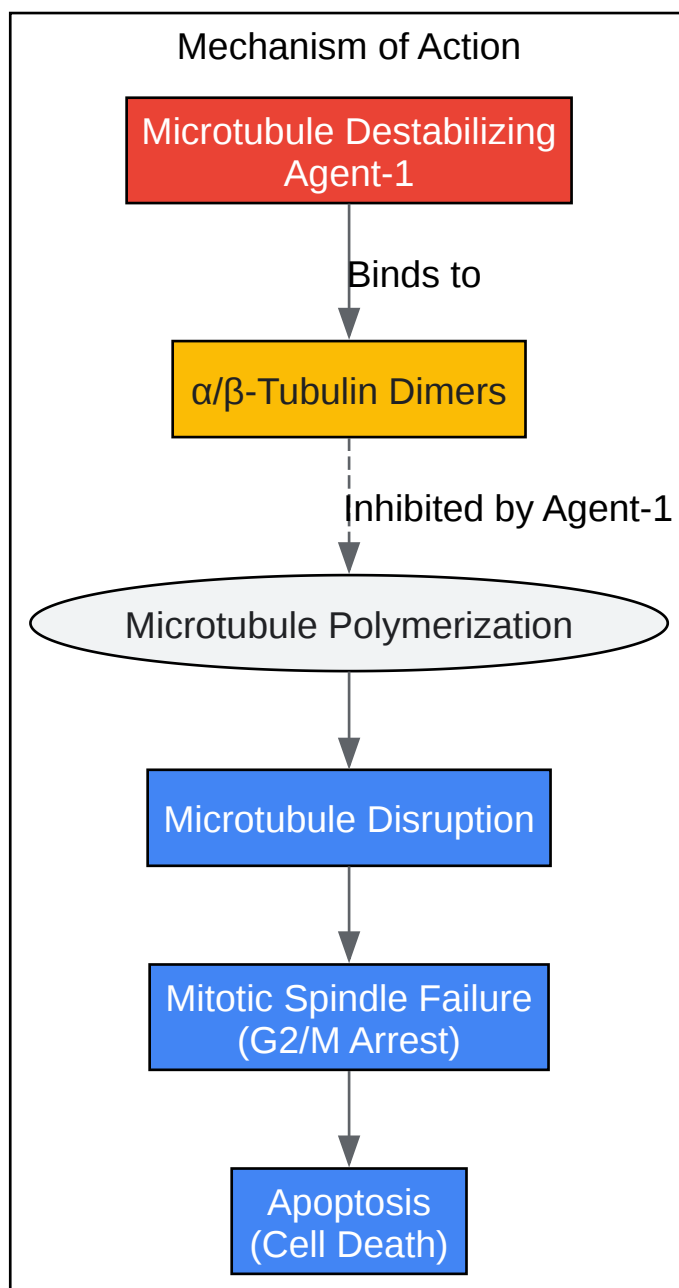 Mechanism of Action
Microtubule Destabilizing
Agent-1
Binds to
α/β-Tubulin Dimers
Inhibited by Agent-1
Microtubule Polymerization
Microtubule Disruption
Mitotic Spindle Failure
(G2/M Arrest)
Apoptosis
(Cell Death)